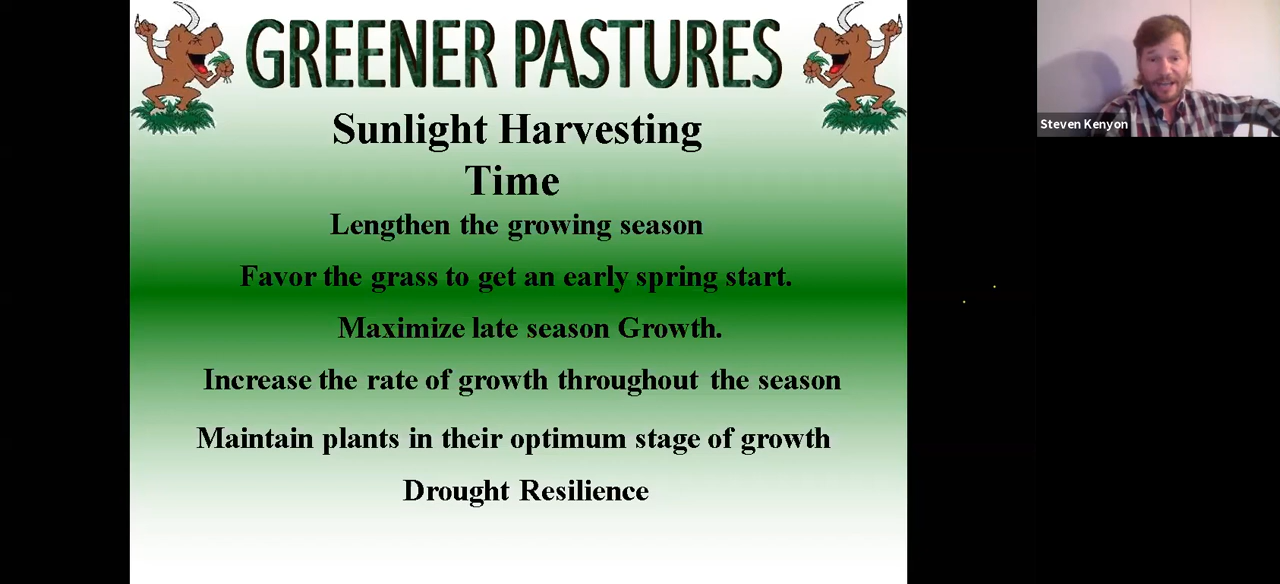 GREENER PASTURES
Sunlight Harvesting
Time
Lengthen the growing season
Favor the grass to get an early spring start.
Maximize late season Growth.
Increase the rate of growth throughout the season
Maintain plants in their optimum stage of growth
Drought Resilience
Steven Kenyon